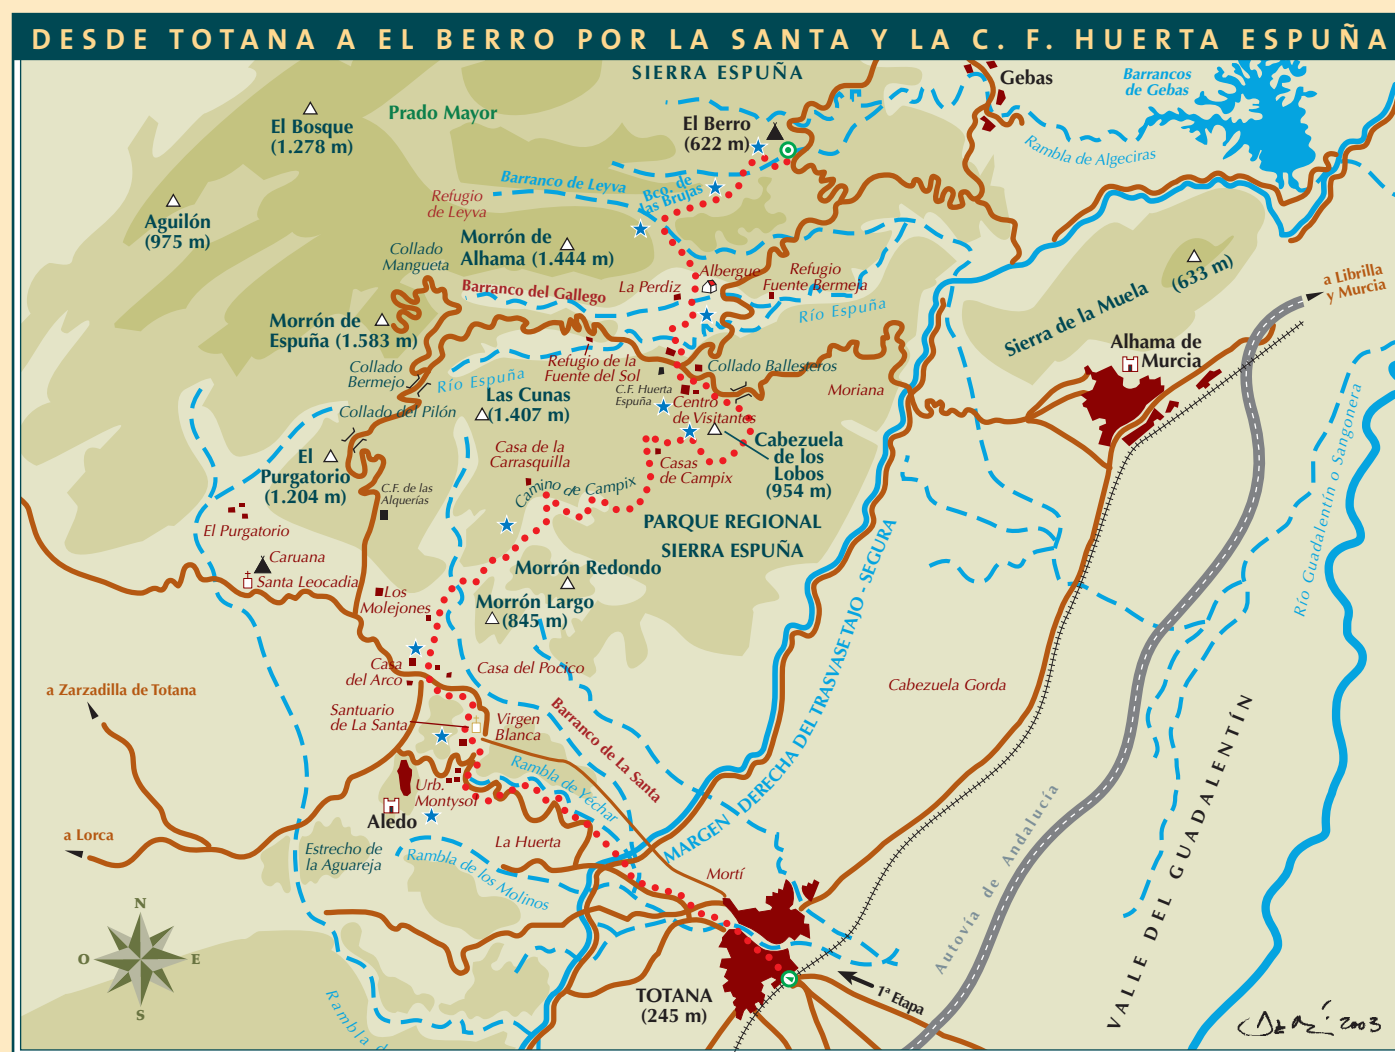 DESDE TOTANA A EL BERRO POR LA SANTA Y LA C. F. HUERTA ESPUÑA
SIERRA ESPUÑA
Gebas
Barrancos
de Gebas
Prado Mayor
El Bosque
(1.278 m)
El Berro
(622 m)
Rambla de Algeciras
Barranco de Leyva
Bco. de
las Brujas
Refugio
de Leyva
Aguilón
(975 m)
Collado
Mangueta
Morrón de
Alhama (1.444 m)
Albergue
Refugio
Fuente Bermeja
(633 m)
a Librilla
y Murcia
Barranco del Gallego
La Perdiz
Río Espuña
Sierra de la Muela
Morrón de
Espuña (1.583 m)
Alhama de
Murcia
Collado
Bermejo
Río Espuña
Refugio de la
Fuente del Sol
Collado Ballesteros
C.F. Huerta
Espuña
Moriana
Las Cunas
(1.407 m)
Centro
de Visitantes
Collado del Pilón
Cabezuela
de los
Lobos
(954 m)
El
Purgatorio
(1.204 m)
Casa de la
Carrasquilla
Casas
de Campix
Camino de Campix
C.F. de las
Alquerías
PARQUE REGIONAL
SIERRA ESPUÑA
El Purgatorio
Caruana
Santa Leocadia
Morrón Redondo
Los
Molejones
Morrón Largo
(845 m)
Río Guadalentín o Sangonera
MARGEN - DERECHA DEL TRASVASE TAJO - SEGURA
Casa
del Arco
Casa del Pocico
Cabezuela Gorda
a Zarzadilla de Totana
Santuario
de La Santa
Virgen
Blanca
Barranco de La Santa
Rambla de Yéchar
Urb.
Montysol
Aledo
a Lorca
La Huerta
Estrecho de
la Aguareja
Rambla de los Molinos
Mortí
Autovía de Andalucía
VALLE DEL GUADALENTÍN
N
O
E
S
TOTANA
(245 m)
1ª Etapa
Rambla de
2003